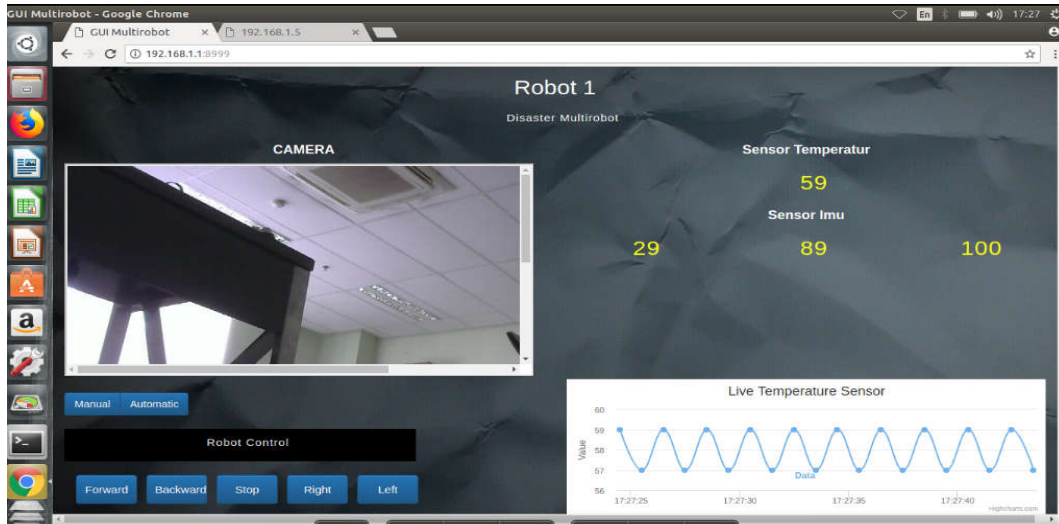 GUI Multirobot - Google Chrome
En
17:27
GUI Multirobot
192.168.1.5
192.168.1.1:8999
Robot 1
Disaster Multirobot
CAMERA
Sensor Temperatur
59
Sensor Imu
29 89 100
Manual Automatic
Robot Control
Forward Backward Stop Right Left
Live Temperature Sensor
60
59
58
57
56
Value
Data
17:27:25 17:27:30 17:27:35 17:27:40
Highcharts.com